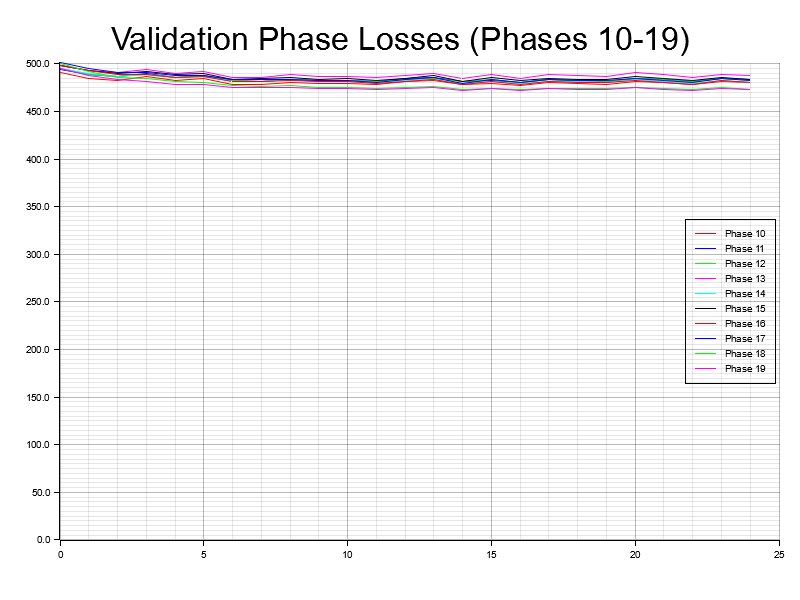 Validation Phase Losses (Phases 10-19)
500.0
450.0
400.0
350.0
300.0
250.0
200.0
150.0
100.0
50.0
0.0
0 5 10 15 20 25
Phase 10
Phase 11
Phase 12
Phase 13
Phase 14
Phase 15
Phase 16
Phase 17
Phase 18
Phase 19